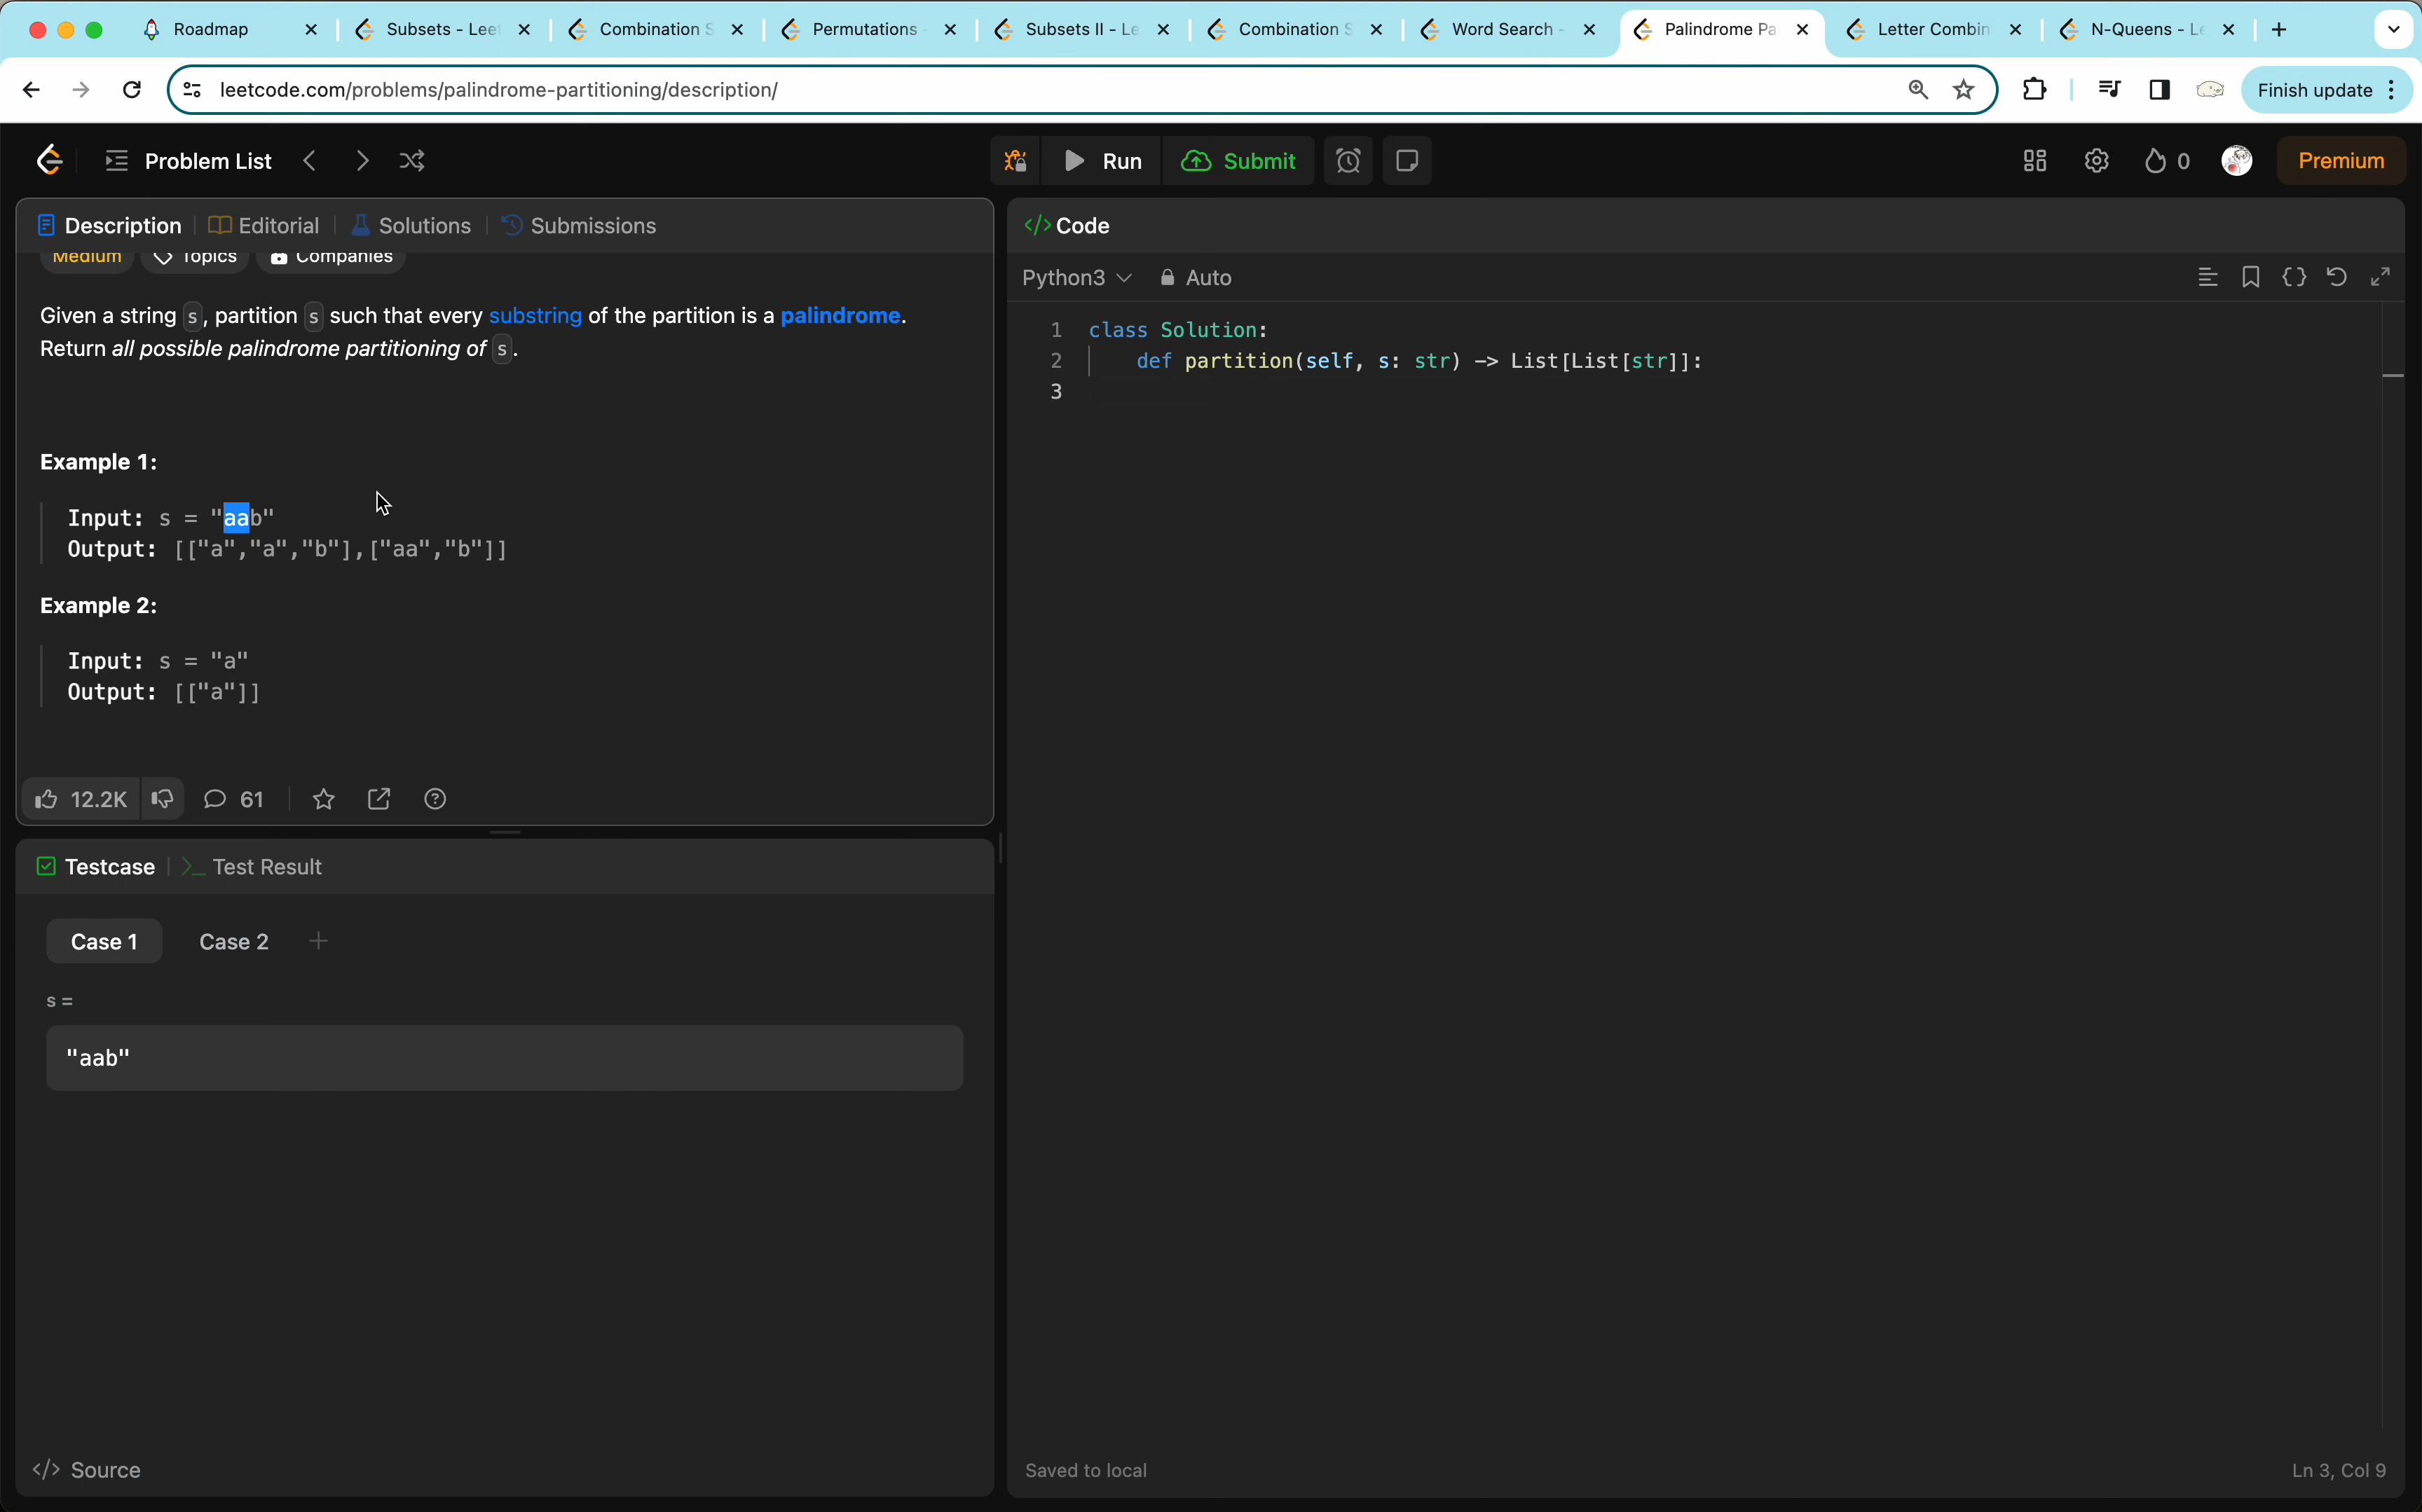 Roadmap
Subsets - Lee
Combination S
Permutations -
Subsets II - Le
Combination S
Word Search -
Palindrome Pa
Letter Combin
N-Queens - Le
leetcode.com/problems/palindrome-partitioning/description/
Finish update
Problem List
Run
Submit
0
Premium
Description
Editorial
Solutions
Submissions
Medium
Topics
Companies
Given a string s, partition s such that every substring of the partition is a palindrome.
Return all possible palindrome partitioning of s.
Example 1:
Input: s = "aab"
Output: [["a","a","b"],["aa","b"]]
Example 2:
Input: s = "a"
Output: [["a"]]
12.2K
61
Testcase
Test Result
Case 1
Case 2
s =
"aab"
Source
Code
Python3
Auto
1 class Solution:
2 def partition(self, s: str) -> List[List[str]]:
3
Saved to local
Ln 3, Col 9